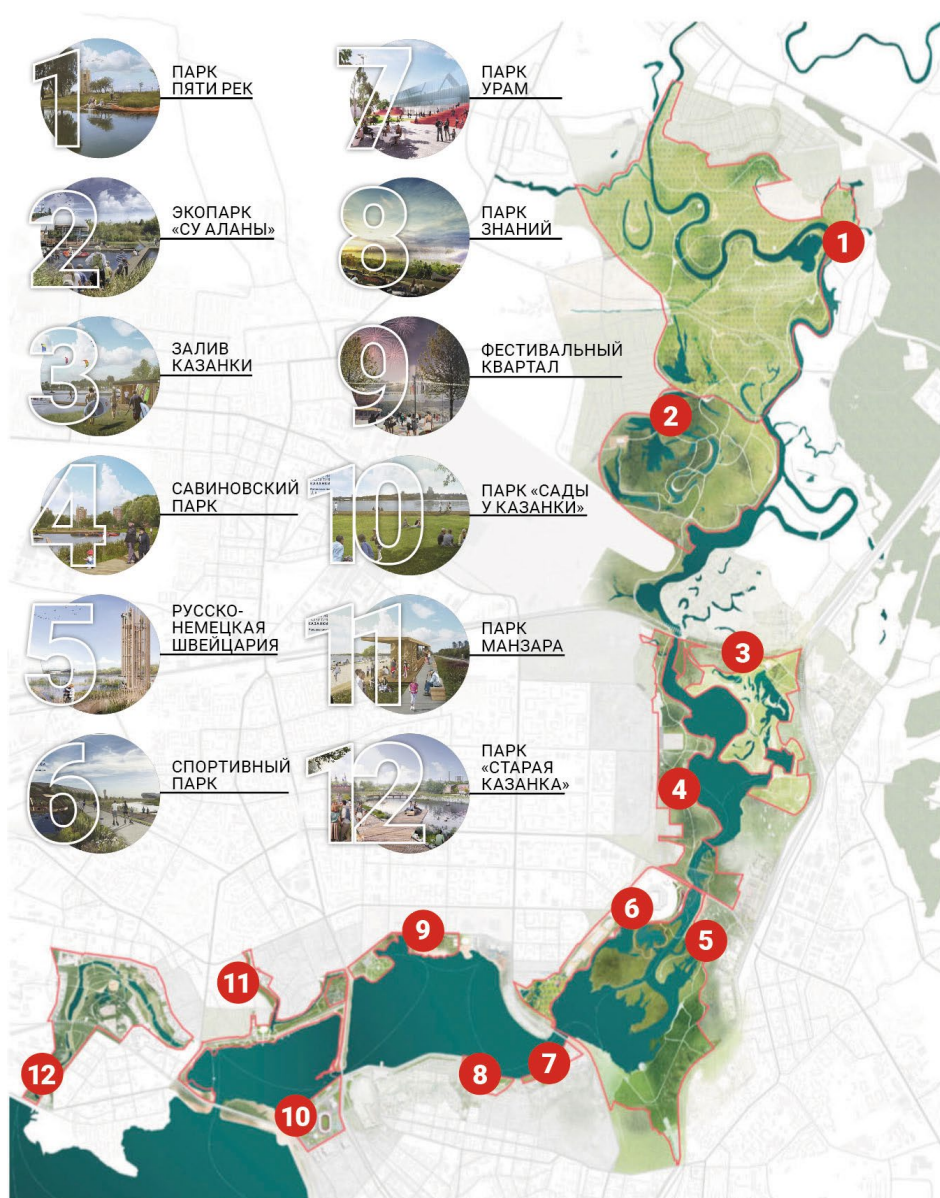 1
ПАРК
ПЯТИ РЕК
2
ЭКОПАРК
«СУ АЛАНЫ»
3
ЗАЛИВ
КАЗАНКИ
4
САВИНОВСКИЙ
ПАРК
5
РУССКО-
НЕМЕЦКАЯ
ШВЕЙЦАРИЯ
6
СПОРТИВНЫЙ
ПАРК
7
ПАРК
УРАМ
8
ПАРК
ЗНАНИЙ
9
ФЕСТИВАЛЬНЫЙ
КВАРТАЛ
10
ПАРК «САДЫ
У КАЗАНКИ»
11
ПАРК
МАНЗАРА
12
ПАРК
«СТАРАЯ
КАЗАНКА»
1
2
3
4
5
6
7
8
9
10
11
12